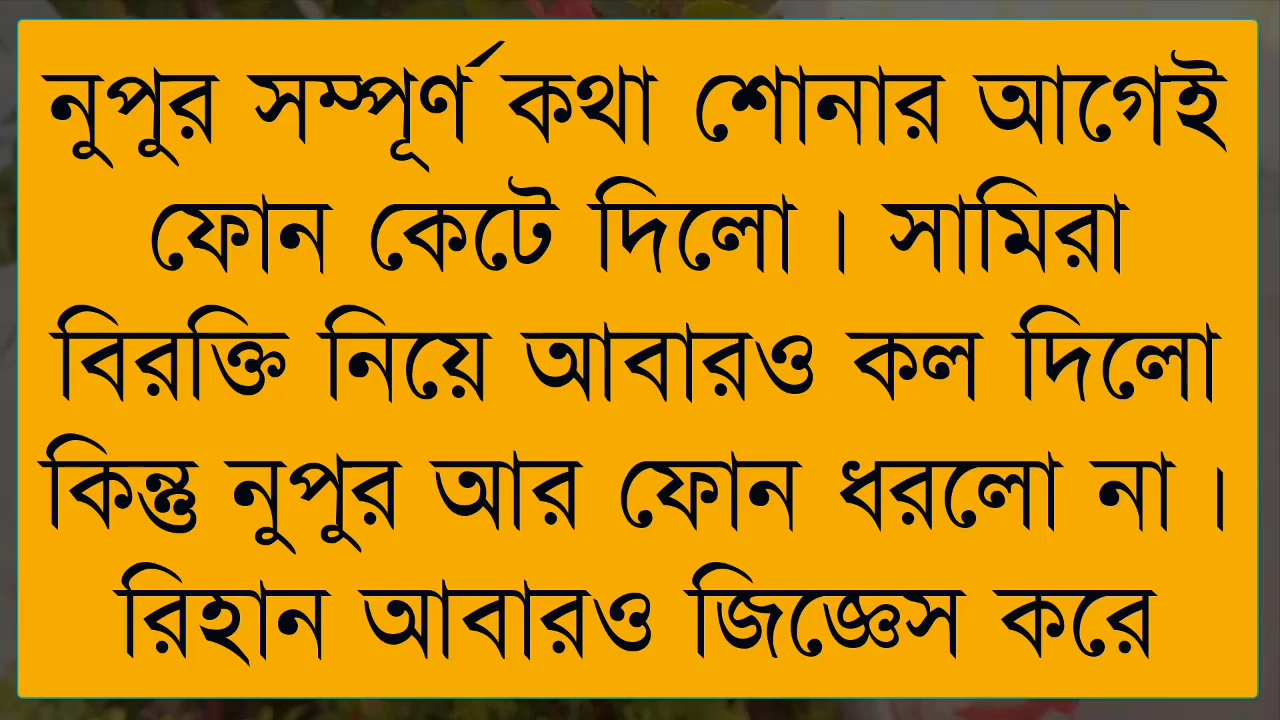 নুপুর সম্পূর্ণ কথা শোনার আগেই
ফোন কেটে দিলো । সামিরা
বিরক্তি নিয়ে আবারও কল দিলো
কিন্তু নুপুর আর ফোন ধরলো না ।
রিহান আবারও জিজ্ঞেস করে